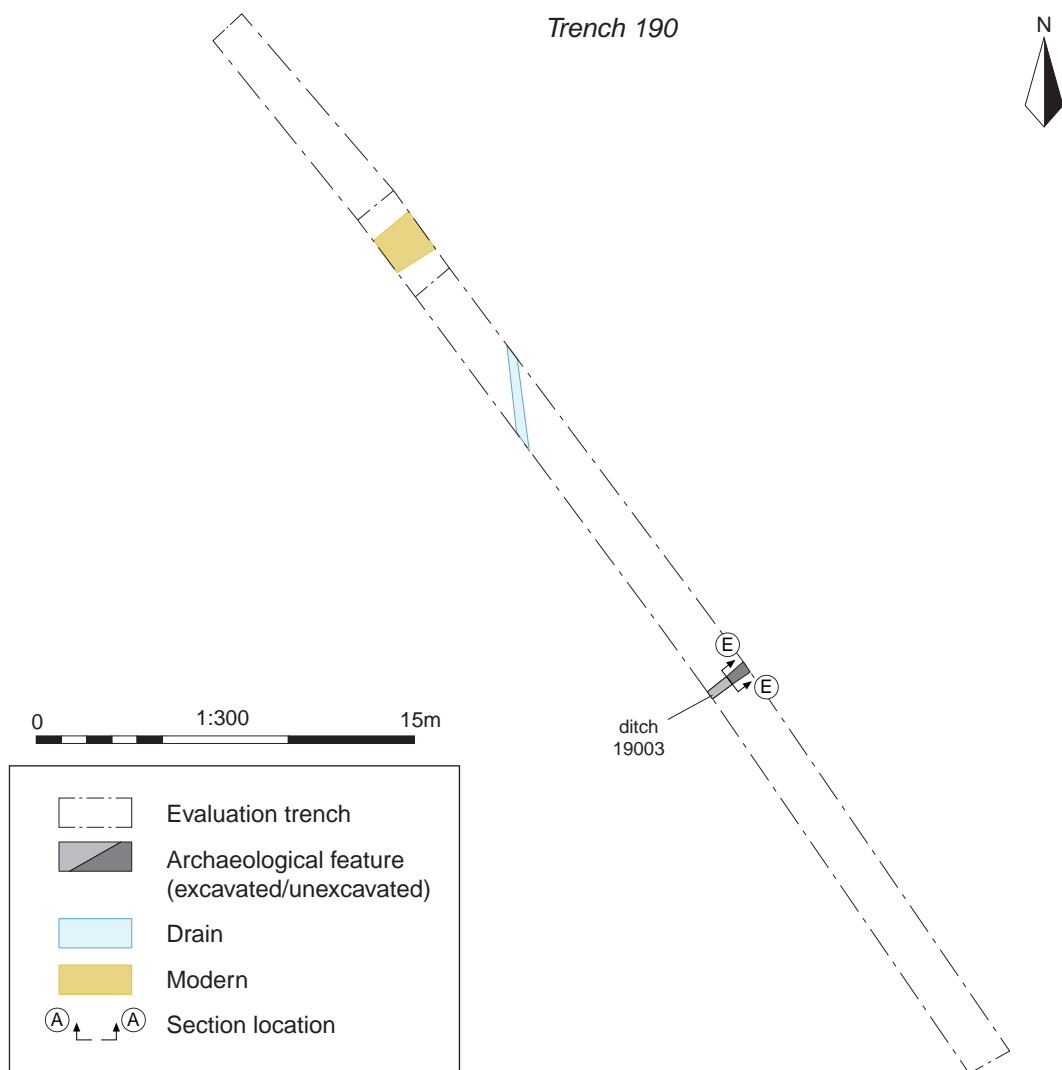 Trench 190
N
E
E
ditch
19003
0 1:300 15m
Evaluation trench
Archaeological feature
(excavated/unexcavated)
Drain
Modern
A A Section location